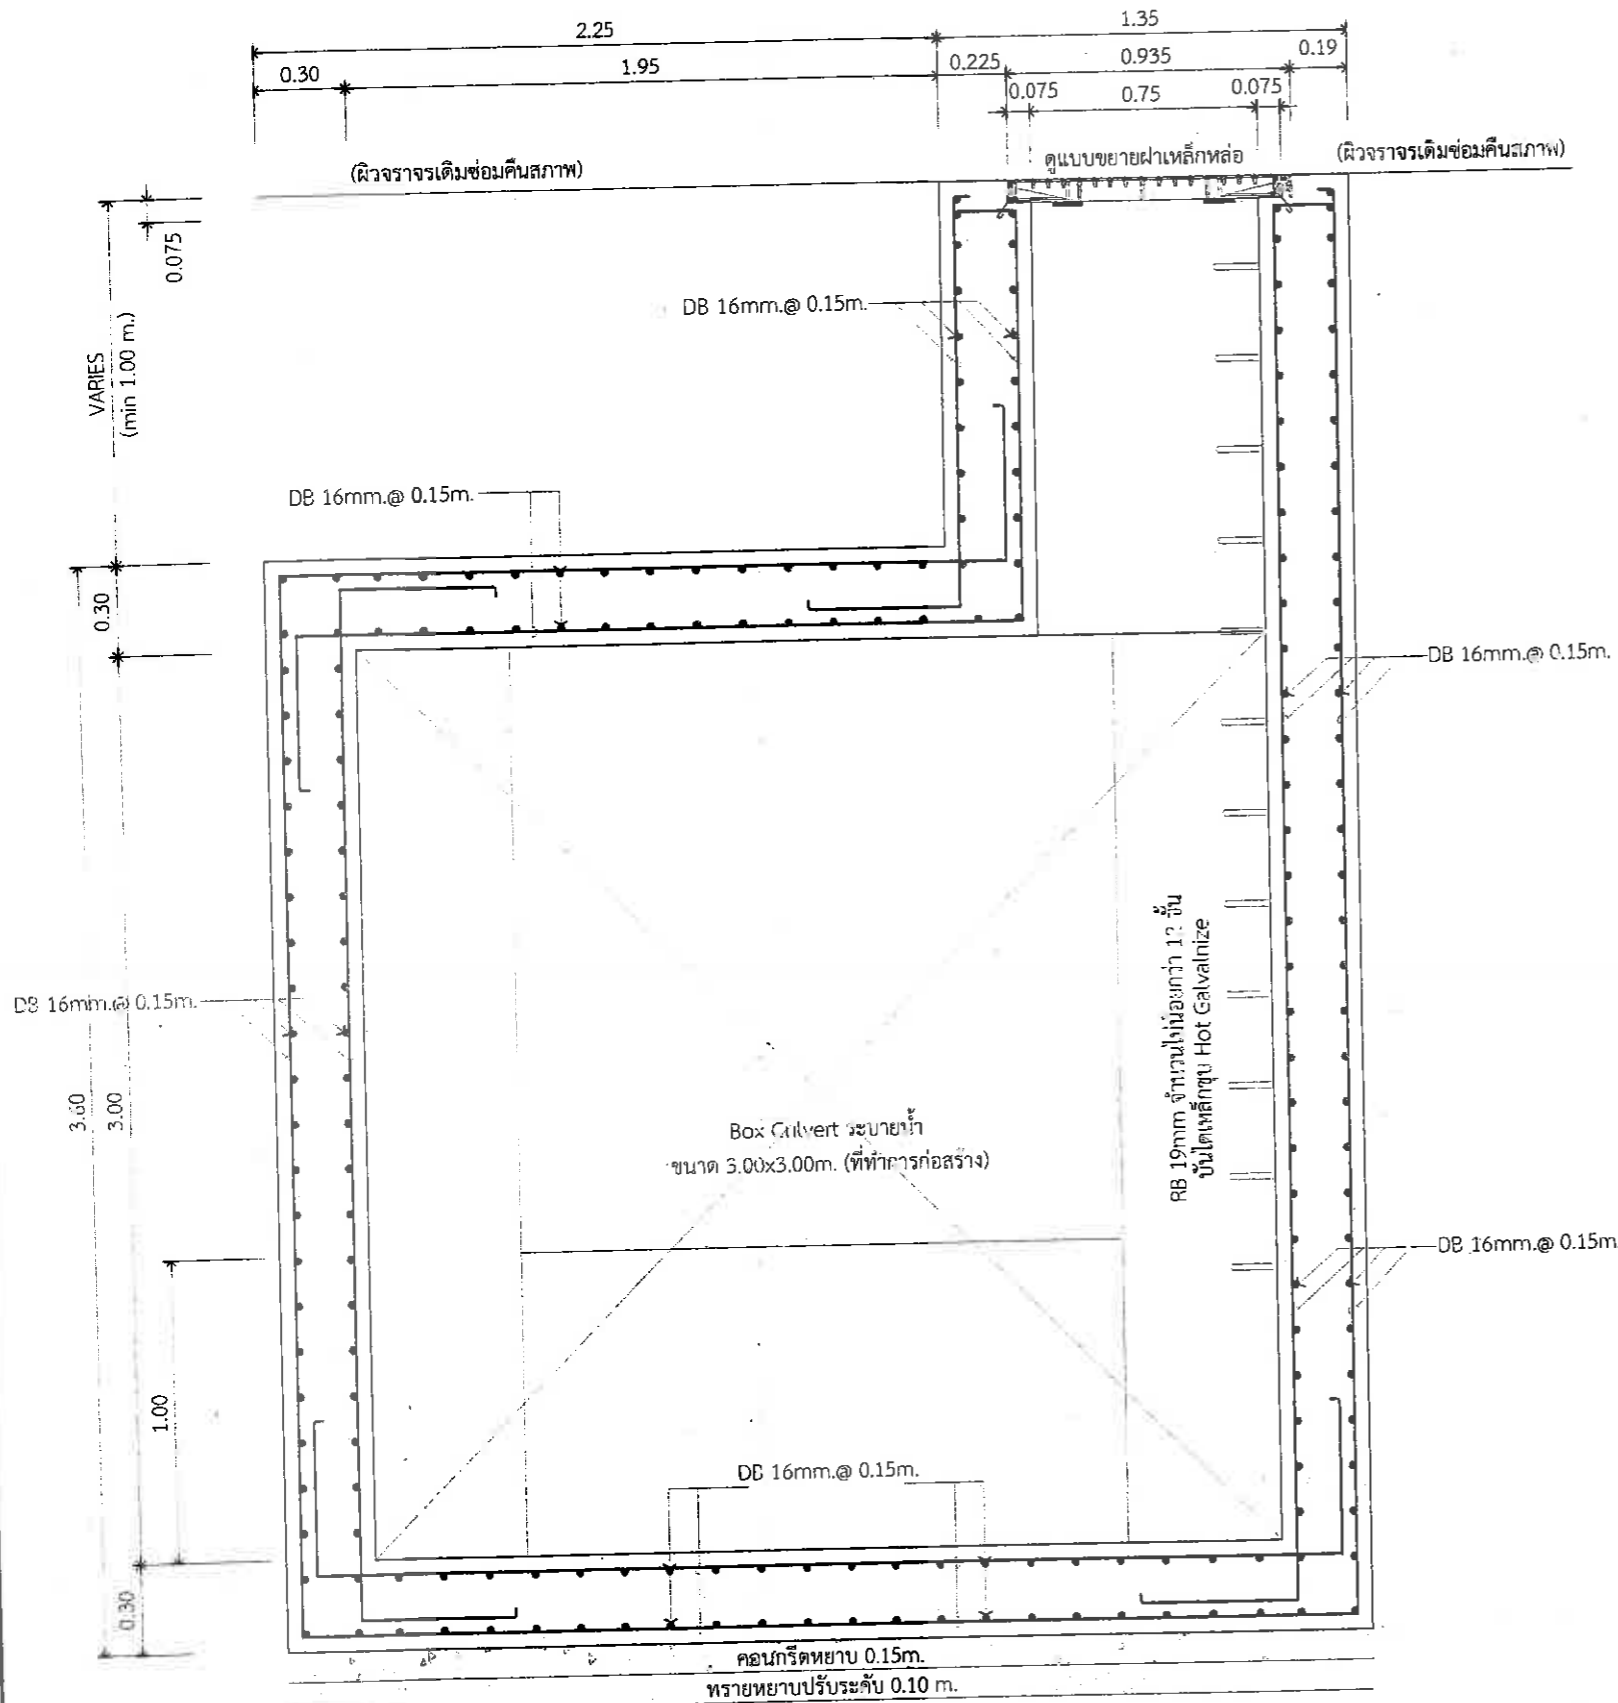 2.25
1.35
0.30
1.95
0.225
0.935
0.19
0.075
0.75
0.075
(ผิวจราจรเดิมซ่อมคืนสภาพ)
ดูแบบขยายฝาเหล็กหล่อ
(ผิวจราจรเดิมซ่อมคืนสภาพ)
0.075
VARIES
(min 1.00 m.)
DB 16mm.@ 0.15m.
DB 16mm.@ 0.15m.
0.30
DB 16mm.@ 0.15m.
DB 16mm.@ 0.15m.
3.60
3.00
RB 19mm จำนวนไม่น้อยกว่า 12 ขั้น
บันไดเหล็กชุบ Hot Galvalnize
Box Culvert ระบายน้ำ
ขนาด 3.00x3.00m. (ที่ทำการก่อสร้าง)
DB 16mm.@ 0.15m
1.00
DB 16mm.@ 0.15m.
0.30
คอนกรีตหยาบ 0.15m.
ทรายหยาบปรับระดับ 0.10 m.